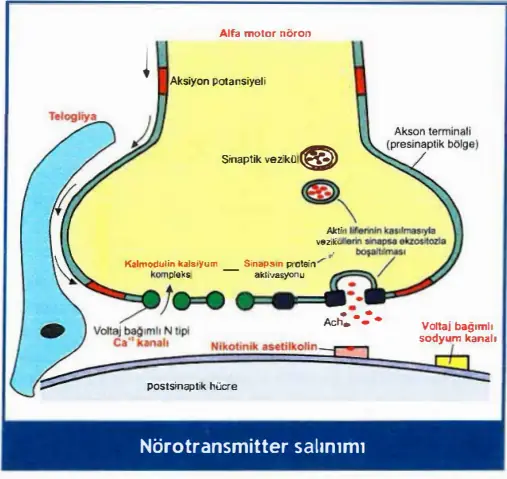 Alfa motor nöron
Aksiyon potansiyeli
Telogliya
Akson terminali
(presinaptik bölge)
Sinaptik vezikül
Aktin liflerinin kasılmasıyla
veziküllerin sinapsa ekzositozla
boşaltılması
Kalmodulin kalsiyum
kompleksi
Sinapsin protein
aktivasyonu
Voltaj bağımlı N tipi
Ca⁺² kanalı
Ach
Nikotinik asetilkolin
Voltaj bağımlı
sodyum kanalı
postsinaptik hücre
Nörotransmitter salınımı